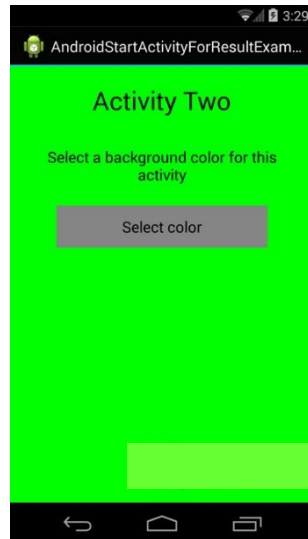 3:29
AndroidStartActivityForResultExam...
Activity Two
Select a background color for this
activity
Select color